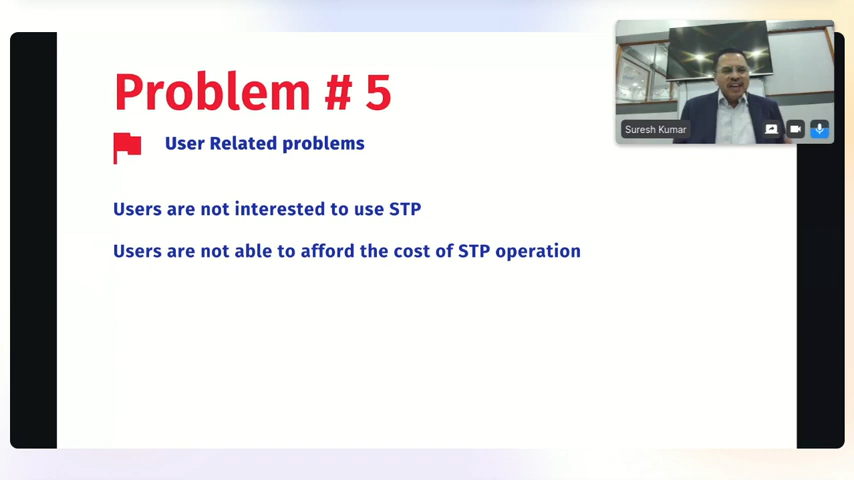 Problem # 5
User Related problems
Users are not interested to use STP
Users are not able to afford the cost of STP operation
Suresh Kumar